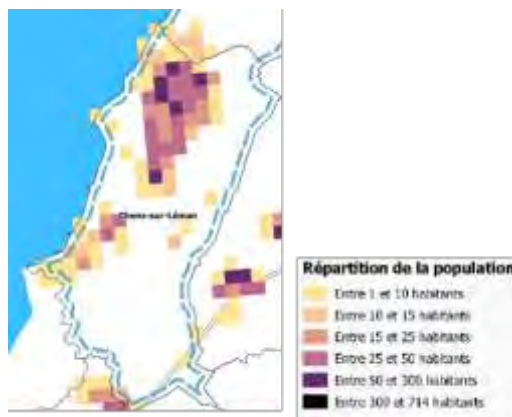 Chens-sur-Léman
Répartition de la population
Entre 1 et 10 habitants
Entre 10 et 15 habitants
Entre 15 et 25 habitants
Entre 25 et 50 habitants
Entre 50 et 300 habitants
Entre 300 et 714 habitants